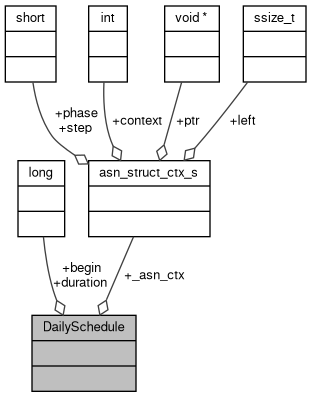 short
int
void *
ssize_t
+phase
+step
+context
+ptr
+left
long
asn_struct_ctx_s
+begin
+duration
+_asn_ctx
DailySchedule